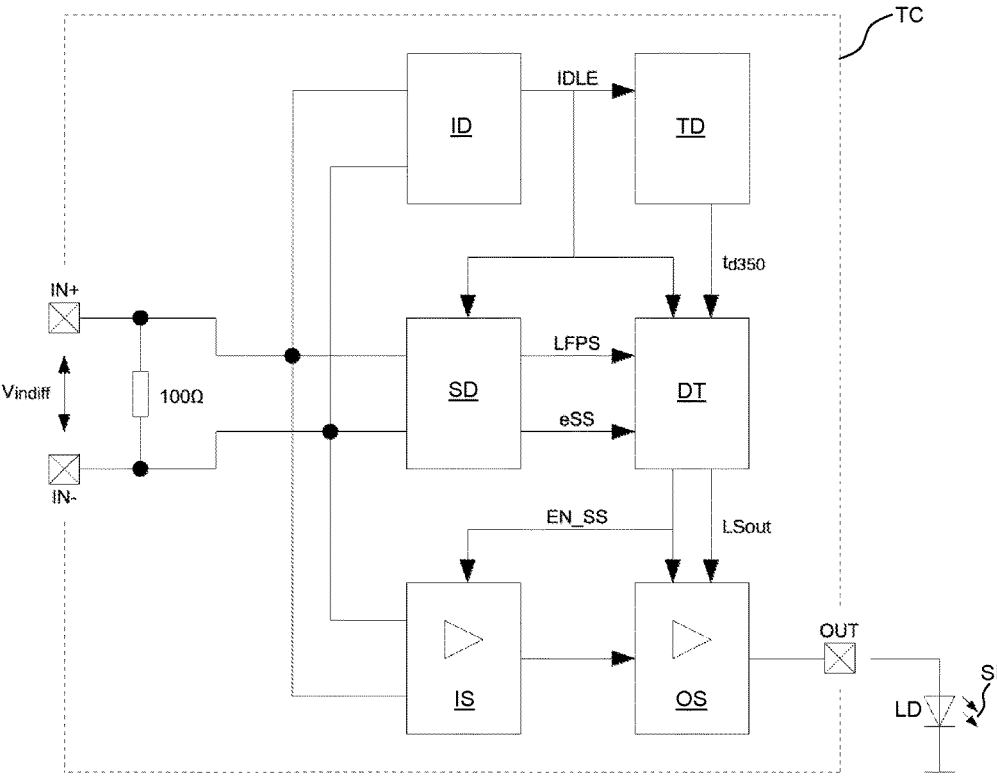 TC
IDLE
ID
TD
td350
IN+
LFPS
Vindiff
100Ω
SD
DT
eSS
IN-
EN_SS
LSout
OUT
IS
OS
LD